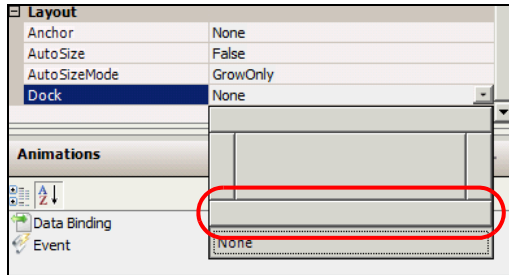 Layout
Anchor None
AutoSize False
AutoSizeMode GrowOnly
Dock None
Animations
Data Binding
Event
None